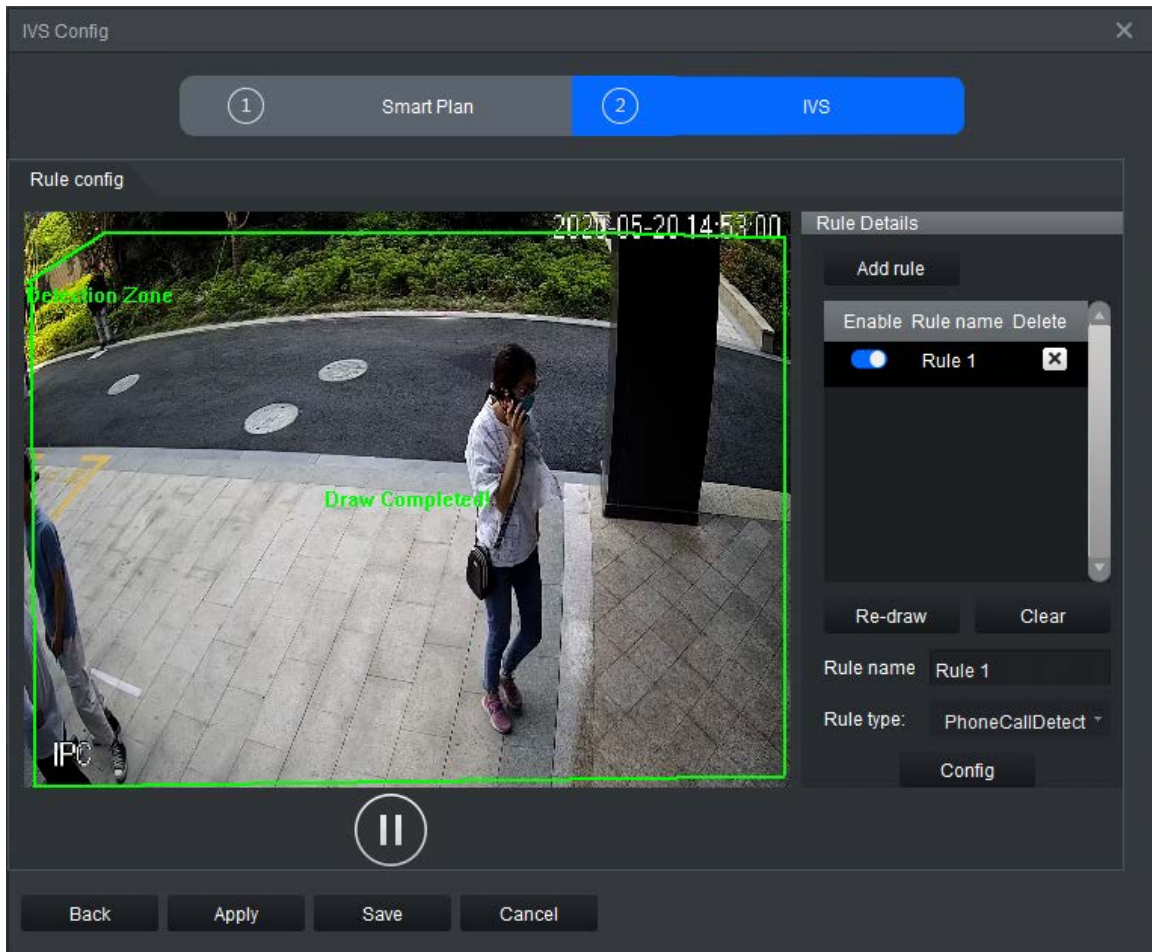 IVS Config
1 Smart Plan 2 IVS
Rule config
2020-05-20 14:53:00
Detection Zone
Draw Completed!
IPC
Rule Details
Add rule
Enable Rule name Delete
Rule 1
Re-draw Clear
Rule name Rule 1
Rule type: PhoneCallDetect
Config
Back Apply Save Cancel